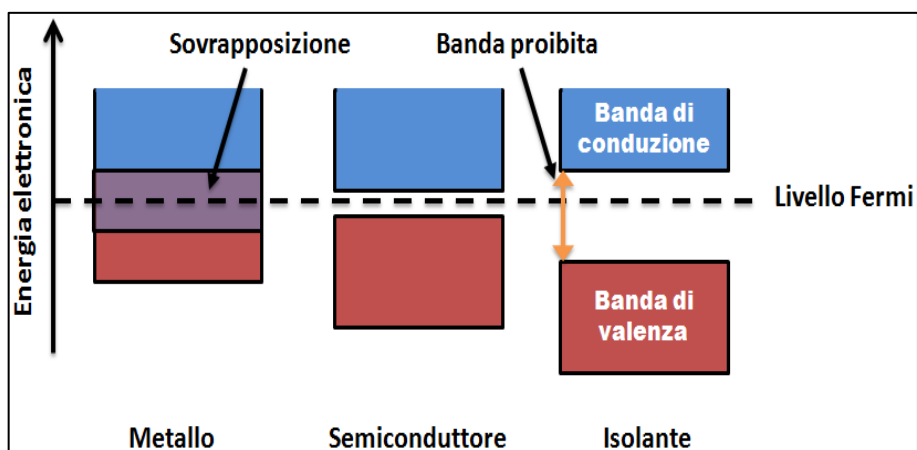 Sovrapposizione
Banda proibita
Energia elettronica
Banda di
conduzione
Livello Fermi
Banda di
valenza
Metallo
Semiconduttore
Isolante